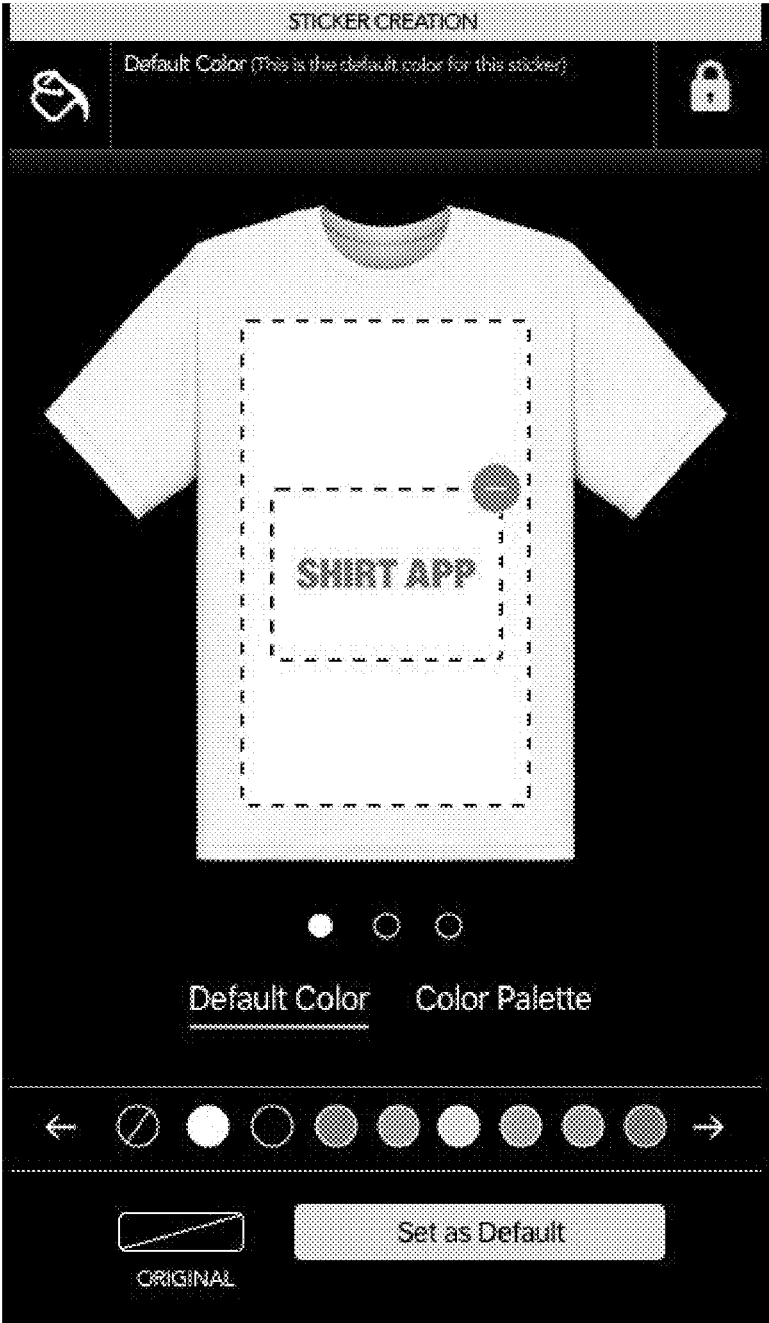 STICKER CREATION
Default Color (This is the default color for this sticker)
SHIRT APP
Default Color
Color Palette
Set as Default
ORIGINAL